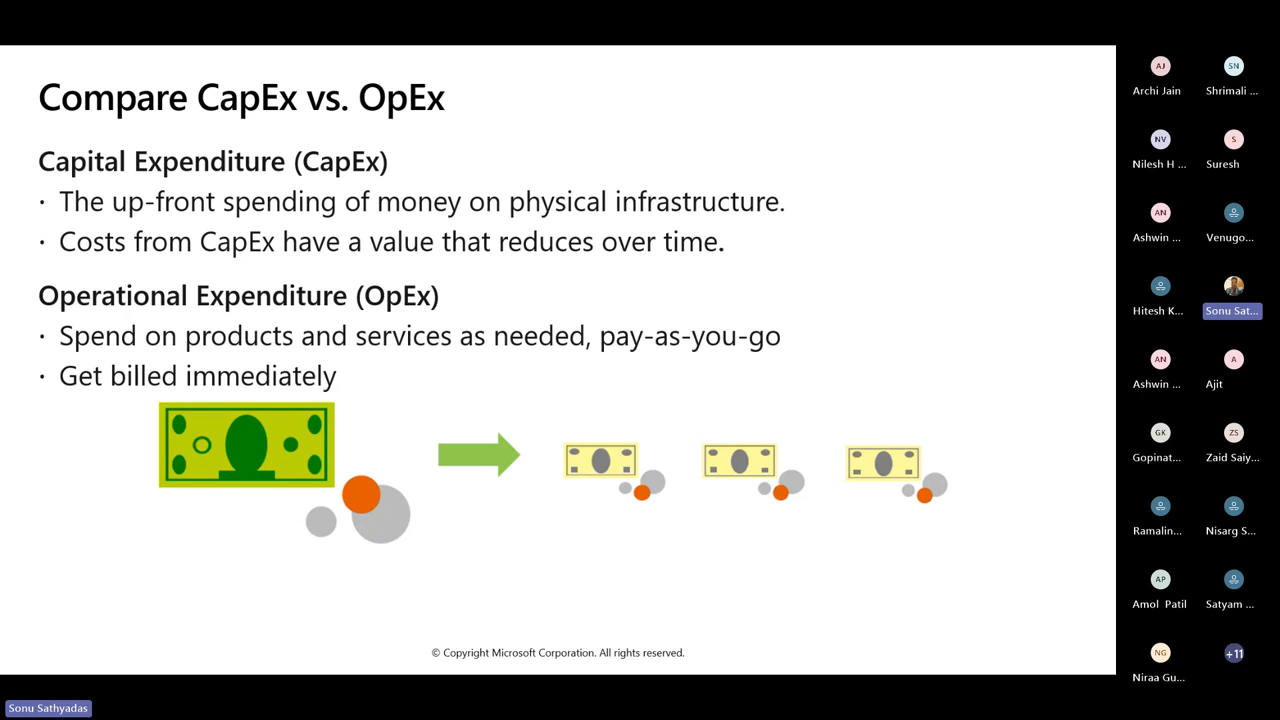 Compare CapEx vs. OpEx
Capital Expenditure (CapEx)
· The up-front spending of money on physical infrastructure.
· Costs from CapEx have a value that reduces over time.
Operational Expenditure (OpEx)
· Spend on products and services as needed, pay-as-you-go
· Get billed immediately
© Copyright Microsoft Corporation. All rights reserved.
AJ
Archi Jain
SN
Shrimali ...
NV
Nilesh H ...
S
Suresh
AN
Ashwin ...
Venugo...
Hitesh K...
Sonu Sat...
AN
Ashwin ...
A
Ajit
GK
Gopinat...
ZS
Zaid Saiy...
Ramalin...
Nisarg S...
AP
Amol Patil
Satyam ...
NG
Niraa Gu...
+11
Sonu Sathyadas